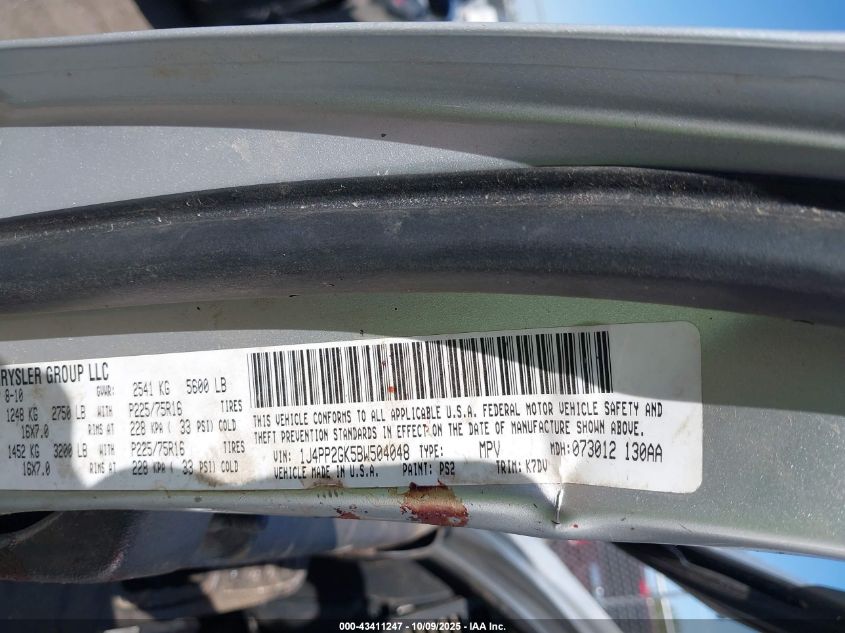 RYSLER GROUP LLC
8-10 GVWR: 2541 KG 5600 LB
1248 KG 2750 LB WITH P225/75R16 TIRES
16X7.0 RIMS AT 228 KPA ( 33 PSI) COLD
1452 KG 3200 LB WITH P225/75R16 TIRES
16X7.0 RIMS AT 228 KPA ( 33 PSI) COLD
THIS VEHICLE CONFORMS TO ALL APPLICABLE U.S.A. FEDERAL MOTOR VEHICLE SAFETY AND
THEFT PREVENTION STANDARDS IN EFFECT ON THE DATE OF MANUFACTURE SHOWN ABOVE.
VIN: 1J4PP2GK5BW504048 TYPE: MPV MDH: 073012 130AA
VEHICLE MADE IN U.S.A. PAINT: PS2 TRIM: K7DV
000-43411247 - 10/09/2025 - IAA Inc.